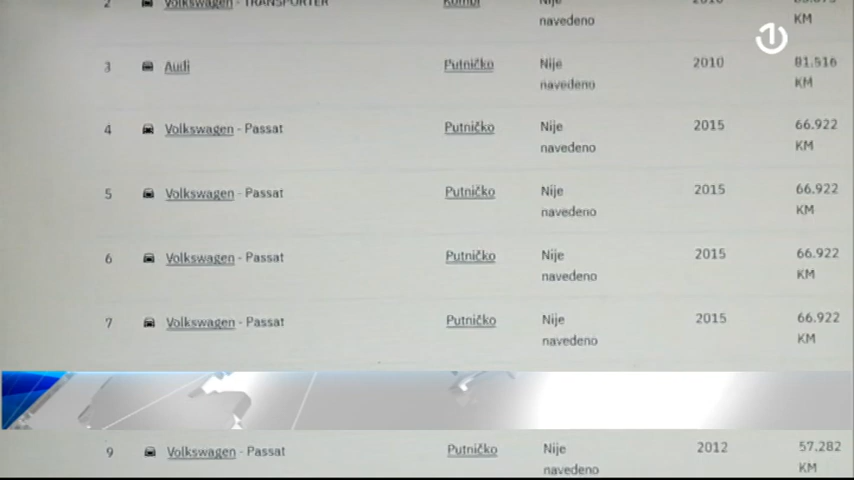 2 Volkswagen - TRANSPORTER Kombi Nije
navedeno KM
3 Audi Putničko Nije 2010 81.516
navedeno KM
4 Volkswagen - Passat Putničko Nije 2015 66.922
navedeno KM
5 Volkswagen - Passat Putničko Nije 2015 66.922
navedeno KM
6 Volkswagen - Passat Putničko Nije 2015 66.922
navedeno KM
7 Volkswagen - Passat Putničko Nije 2015 66.922
navedeno KM
9 Volkswagen - Passat Putničko Nije 2012 57.282
navedeno KM